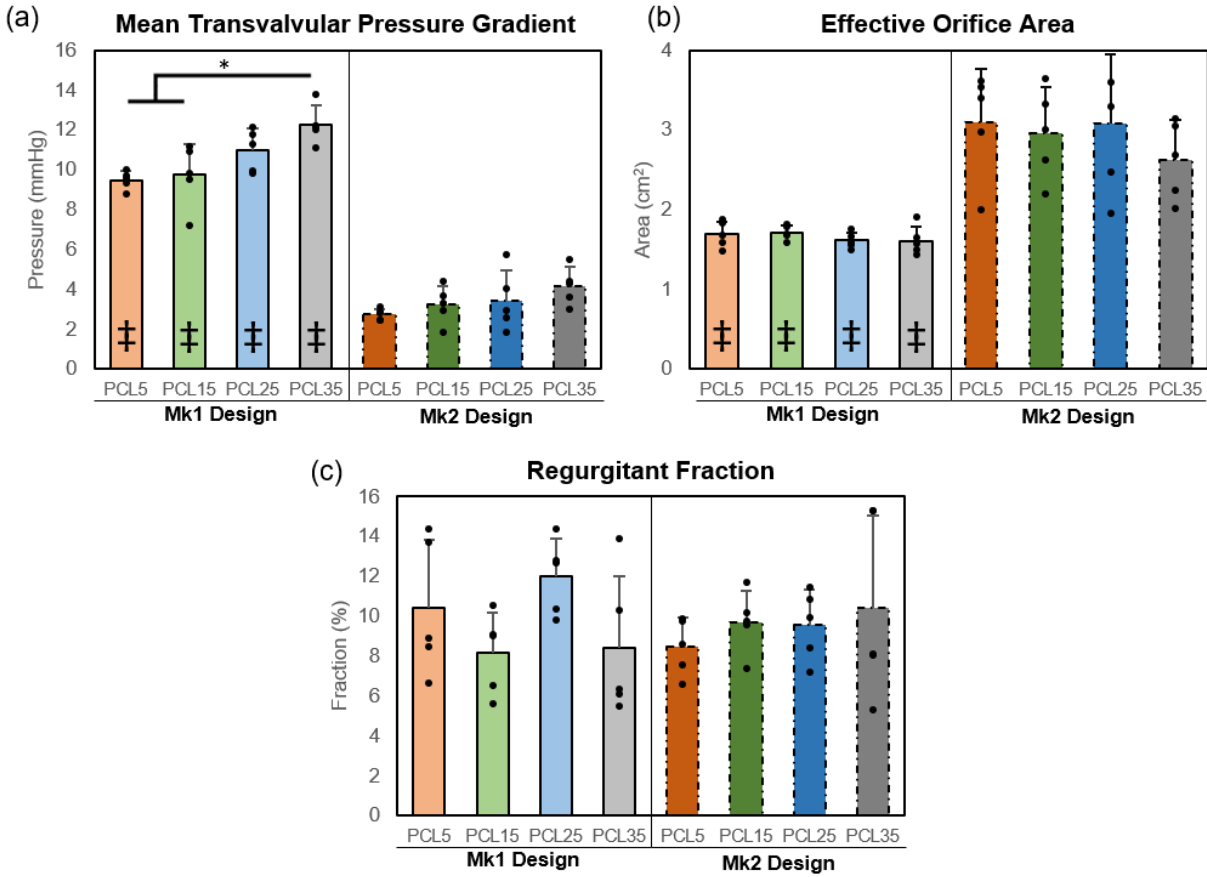 (a)
Mean Transvalvular Pressure Gradient
Pressure (mmHg)
16
14
12
10
8
6
4
2
0
*
‡ ‡ ‡ ‡
PCL5 PCL15 PCL25 PCL35 PCL5 PCL15 PCL25 PCL35
Mk1 Design Mk2 Design
(b)
Effective Orifice Area
Area (cm²)
4
3
2
1
0
‡ ‡ ‡ ‡
PCL5 PCL15 PCL25 PCL35 PCL5 PCL15 PCL25 PCL35
Mk1 Design Mk2 Design
(c)
Regurgitant Fraction
Fraction (%)
16
14
12
10
8
6
4
2
0
PCL5 PCL15 PCL25 PCL35 PCL5 PCL15 PCL25 PCL35
Mk1 Design Mk2 Design